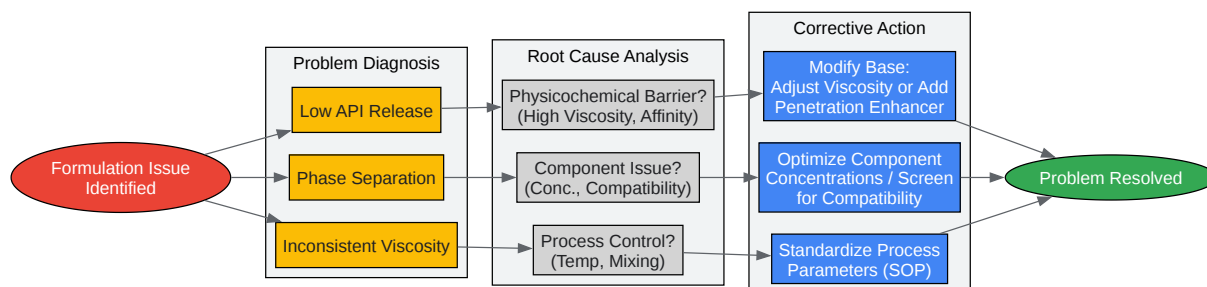 Formulation Issue
Identified
Problem Diagnosis
Low API Release
Phase Separation
Inconsistent Viscosity
Root Cause Analysis
Physicochemical Barrier?
(High Viscosity, Affinity)
Component Issue?
(Conc., Compatibility)
Process Control?
(Temp, Mixing)
Corrective Action
Modify Base:
Adjust Viscosity or Add
Penetration Enhancer
Optimize Component
Concentrations / Screen
for Compatibility
Standardize Process
Parameters (SOP)
Problem Resolved